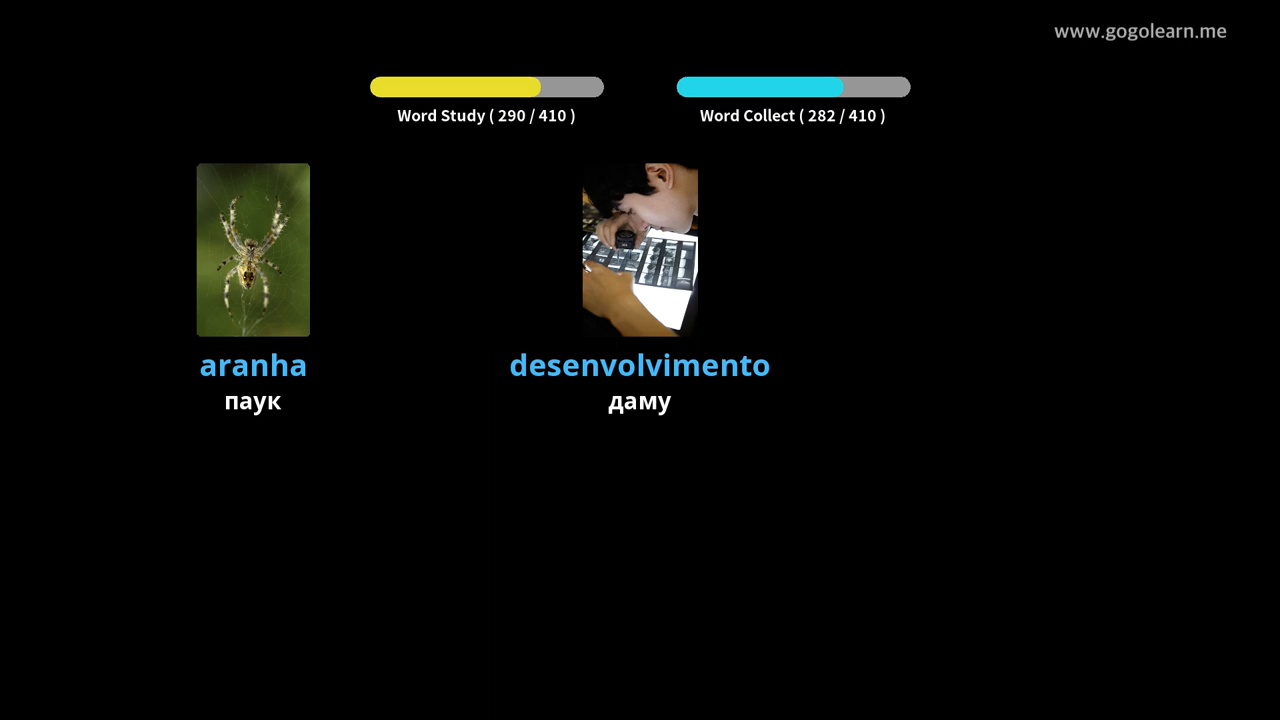 www.gogolearn.me
Word Study ( 290 / 410 )
Word Collect ( 282 / 410 )
aranha
паук
desenvolvimento
даму